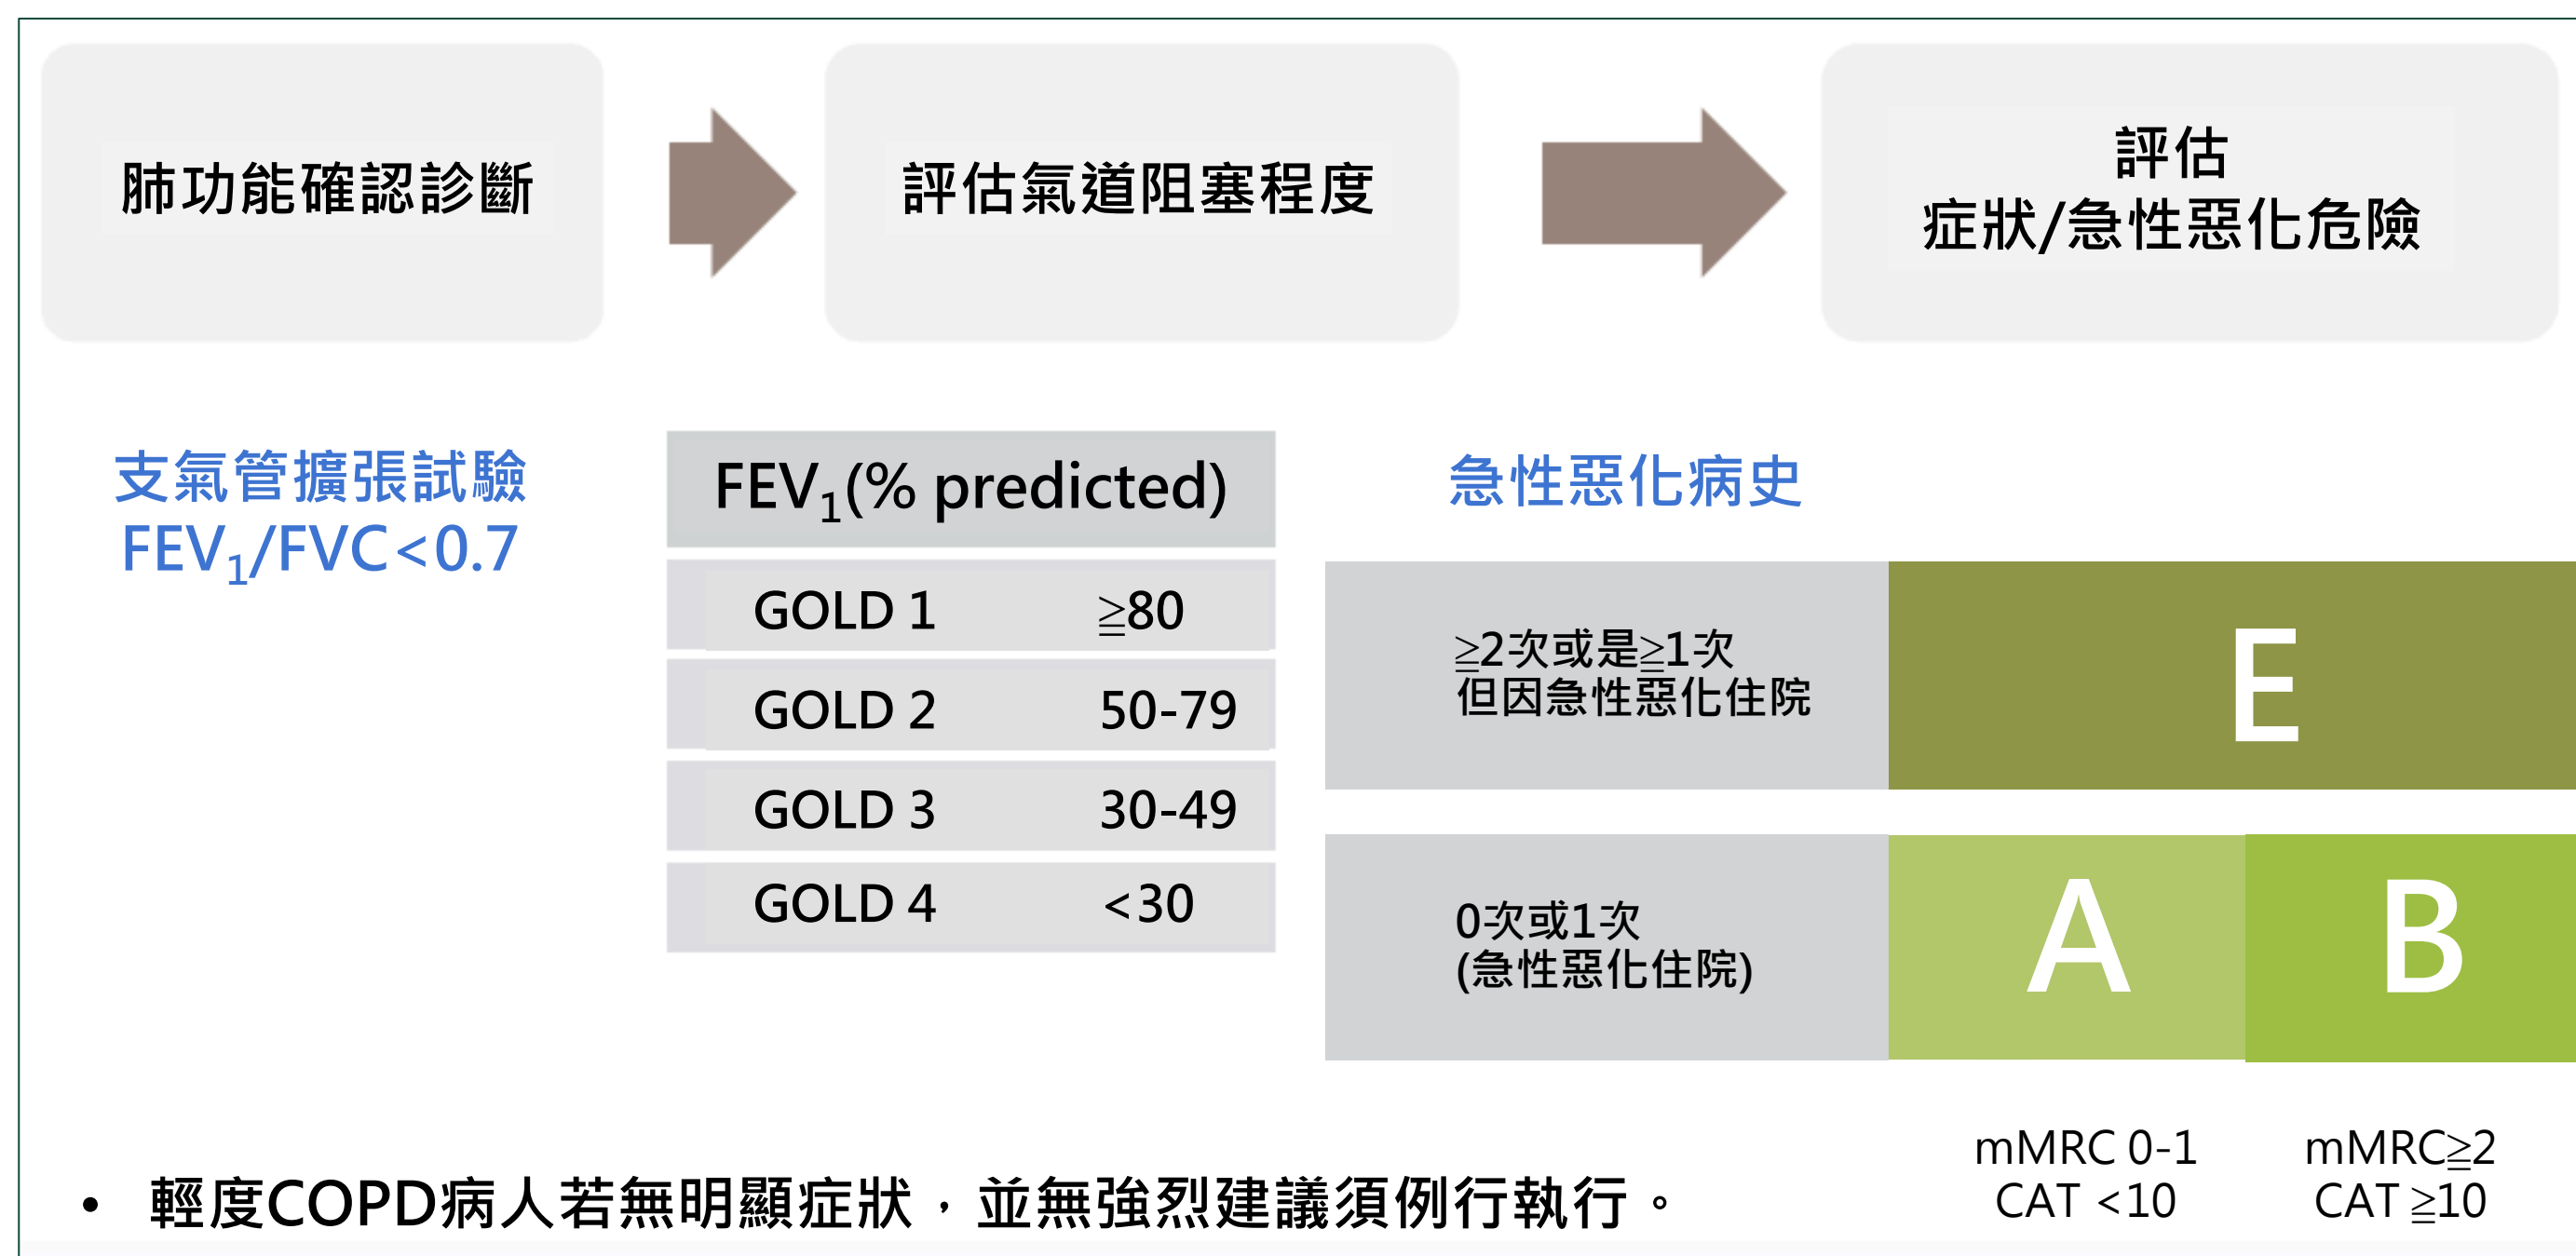 肺功能確認診斷
評估氣道阻塞程度
評估
症狀/急性惡化危險
支氣管擴張試驗
FEV₁/FVC<0.7
FEV₁(% predicted)
GOLD 1 ≧80
GOLD 2 50-79
GOLD 3 30-49
GOLD 4 <30
急性惡化病史
≧2次或是≧1次
但因急性惡化住院
E
0次或1次
(急性惡化住院)
A B
mMRC 0-1 mMRC≧2
CAT <10 CAT ≧10
• 輕度COPD病人若無明顯症狀，並無強烈建議須例行執行。